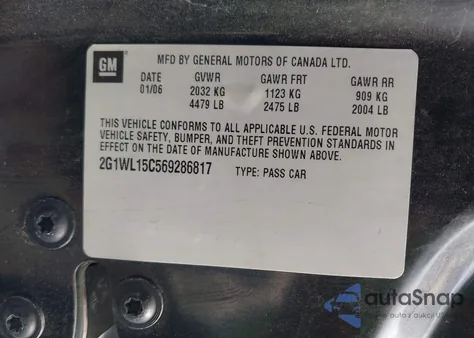 GM
MFD BY GENERAL MOTORS OF CANADA LTD.
DATE GVWR GAWR FRT GAWR RR
01/06 2032 KG 1123 KG 909 KG
4479 LB 2475 LB 2004 LB
THIS VEHICLE CONFORMS TO ALL APPLICABLE U.S. FEDERAL MOTOR
VEHICLE SAFETY, BUMPER, AND THEFT PREVENTION STANDARDS IN
EFFECT ON THE DATE OF MANUFACTURE SHOWN ABOVE.
2G1WL15C569286817 TYPE: PASS CAR
autoSnap